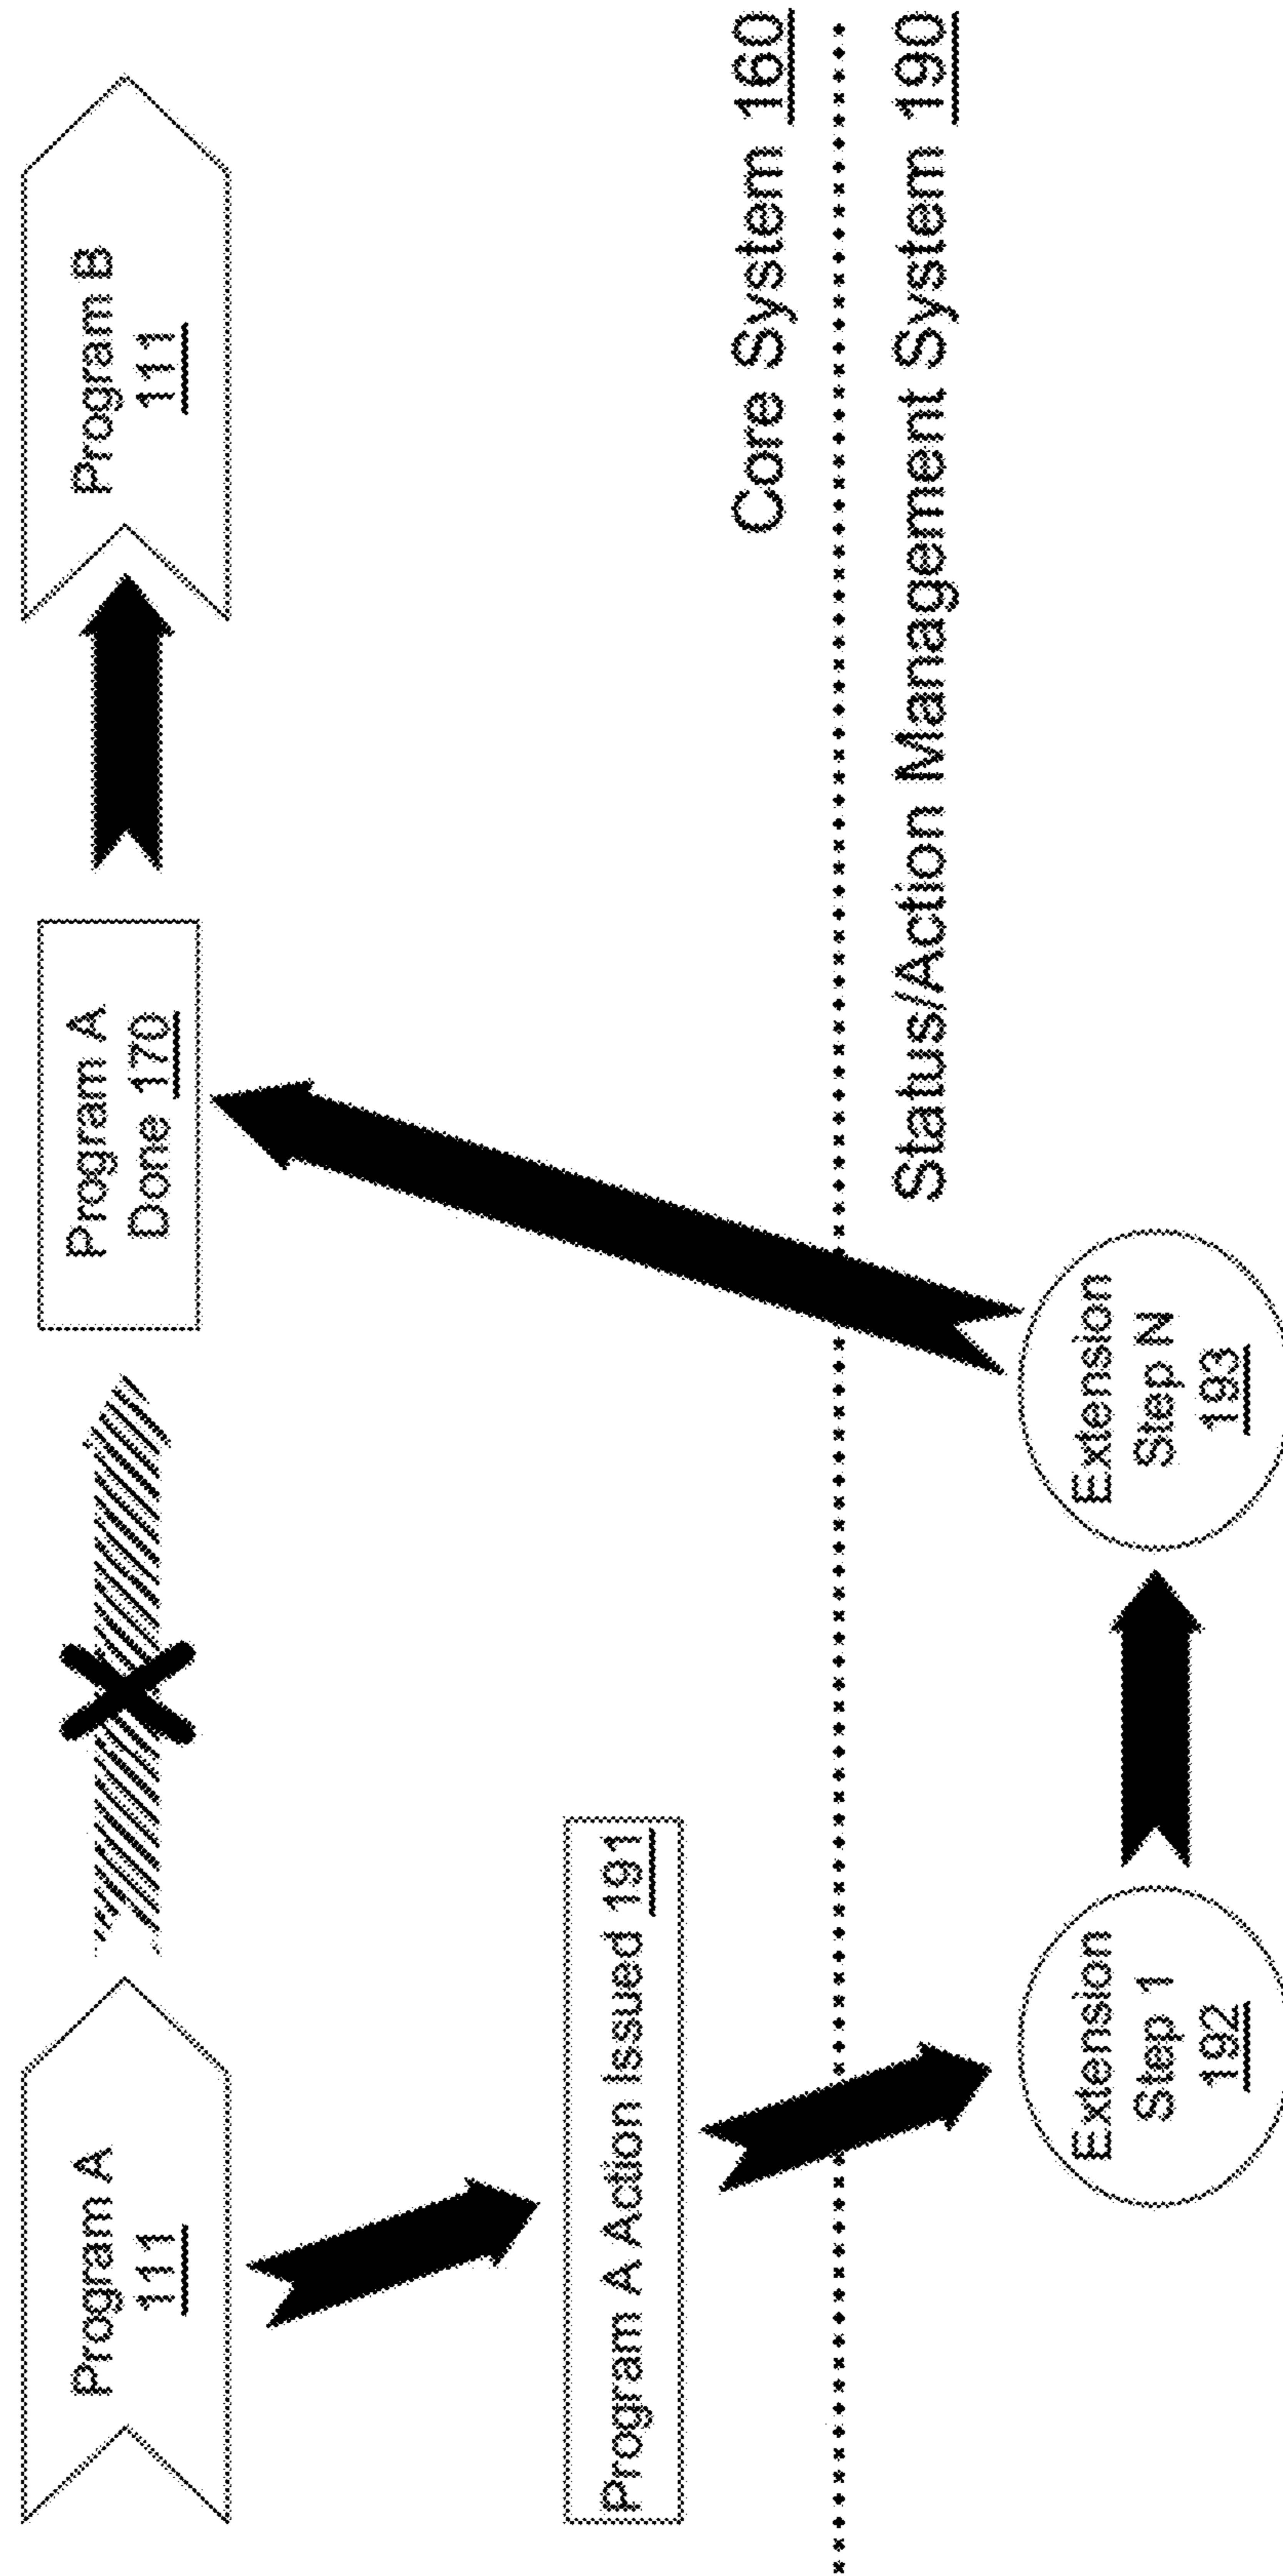 Program A
111
Program A
Done 170
Program B
111
Program A Action Issued 191
Core System 160
Status/Action Management System 190
Extension
Step 1
192
Extension
Step N
193